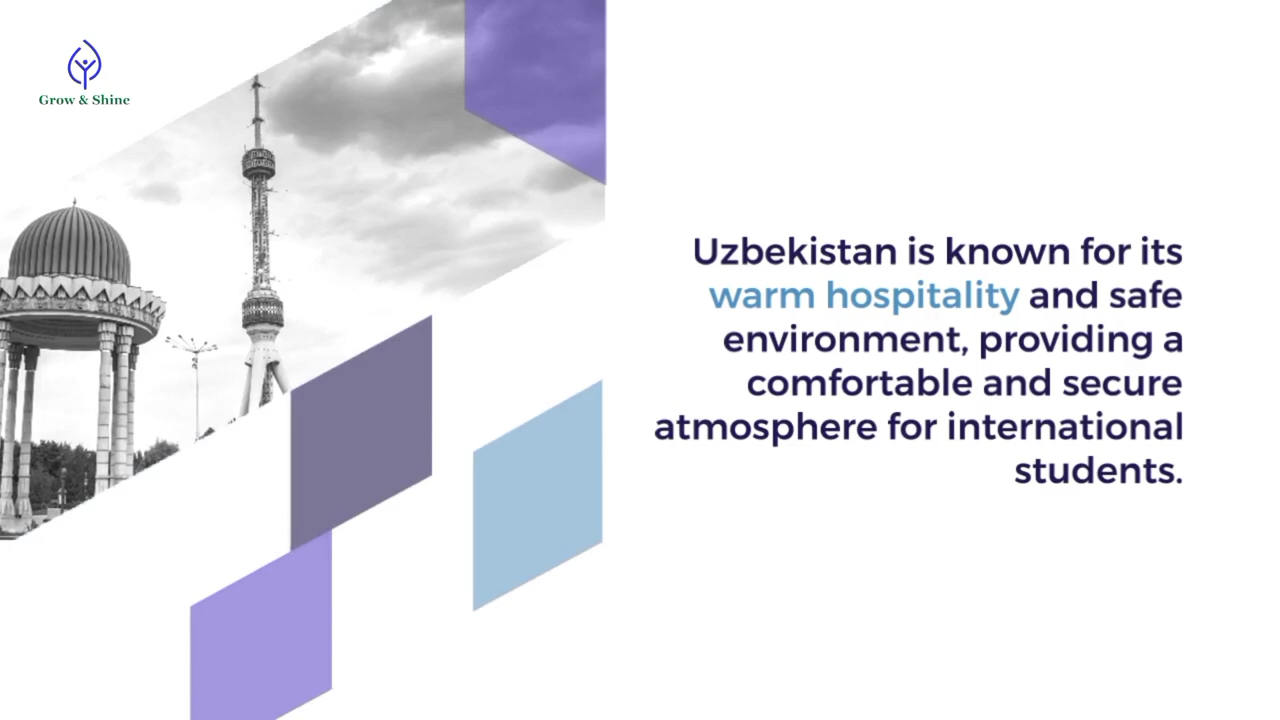 Grow & Shine
Uzbekistan is known for its
warm hospitality and safe
environment, providing a
comfortable and secure
atmosphere for international
students.